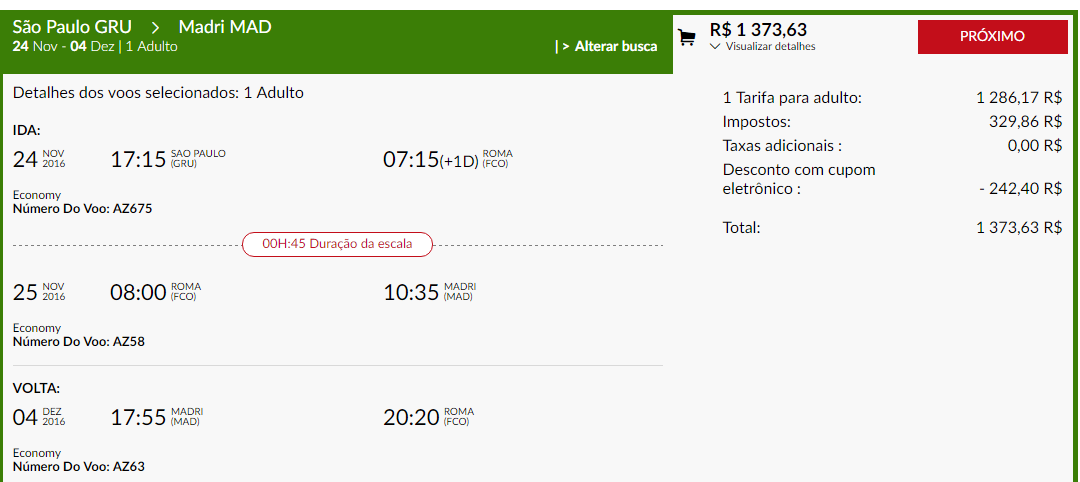 São Paulo GRU > Madri MAD
24 Nov - 04 Dez | 1 Adulto
| > Alterar busca
R$ 1 373,63
Visualizar detalhes
PRÓXIMO
Detalhes dos voos selecionados: 1 Adulto
IDA:
24 NOV 2016 17:15 SAO PAULO (GRU) 07:15(+1D) ROMA (FCO)
Economy
Número Do Voo: AZ675
00H:45 Duração da escala
25 NOV 2016 08:00 ROMA (FCO) 10:35 MADRI (MAD)
Economy
Número Do Voo: AZ58
VOLTA:
04 DEZ 2016 17:55 MADRI (MAD) 20:20 ROMA (FCO)
Economy
Número Do Voo: AZ63
1 Tarifa para adulto: 1 286,17 R$
Impostos: 329,86 R$
Taxas adicionais : 0,00 R$
Desconto com cupom
eletrônico : - 242,40 R$
Total: 1 373,63 R$